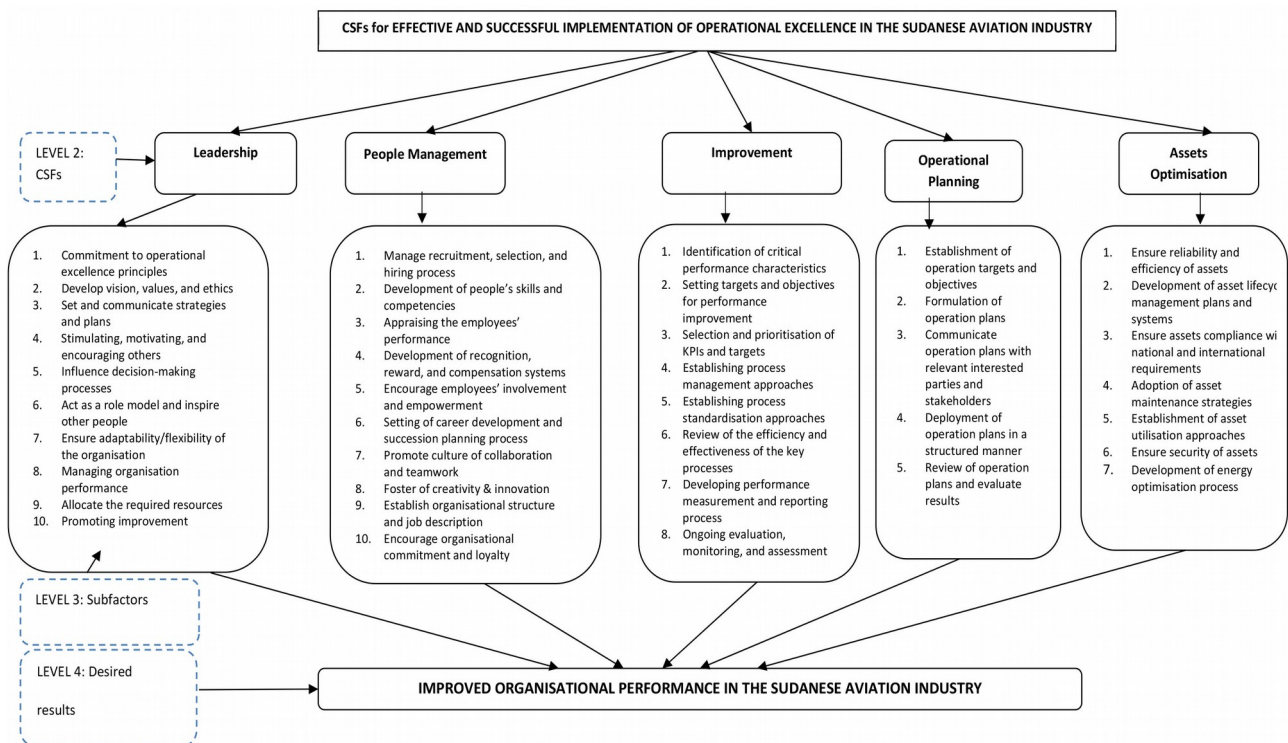 CSFs for EFFECTIVE AND SUCCESSFUL IMPLEMENTATION OF OPERATIONAL EXCELLENCE IN THE SUDANESE AVIATION INDUSTRY
LEVEL 2:
CSFs
Leadership
People Management
Improvement
Operational
Planning
Assets
Optimisation
1. Commitment to operational
excellence principles
2. Develop vision, values, and ethics
3. Set and communicate strategies
and plans
4. Stimulating, motivating, and
encouraging others
5. Influence decision-making
processes
6. Act as a role model and inspire
other people
7. Ensure adaptability/flexibility of
the organisation
8. Managing organisation
performance
9. Allocate the required resources
10. Promoting improvement
1. Manage recruitment, selection, and
hiring process
2. Development of people’s skills and
competencies
3. Appraising the employees’
performance
4. Development of recognition,
reward, and compensation systems
5. Encourage employees’ involvement
and empowerment
6. Setting of career development and
succession planning process
7. Promote culture of collaboration
and teamwork
8. Foster of creativity & innovation
9. Establish organisational structure
and job description
10. Encourage organisational
commitment and loyalty
1. Identification of critical
performance characteristics
2. Setting targets and objectives
for performance
improvement
3. Selection and prioritisation of
KPIs and targets
4. Establishing process
management approaches
5. Establishing process
standardisation approaches
6. Review of the efficiency and
effectiveness of the key
processes
7. Developing performance
measurement and reporting
process
8. Ongoing evaluation,
monitoring, and assessment
1. Establishment of
operation targets and
objectives
2. Formulation of
operation plans
3. Communicate
operation plans with
relevant interested
parties and
stakeholders
4. Deployment of
operation plans in a
structured manner
5. Review of operation
plans and evaluate
results
1. Ensure reliability and
efficiency of assets
2. Development of asset lifecyc
management plans and
systems
3. Ensure assets compliance wi
national and international
requirements
4. Adoption of asset
maintenance strategies
5. Establishment of asset
utilisation approaches
6. Ensure security of assets
7. Development of energy
optimisation process
LEVEL 3: Subfactors
LEVEL 4: Desired
results
IMPROVED ORGANISATIONAL PERFORMANCE IN THE SUDANESE AVIATION INDUSTRY